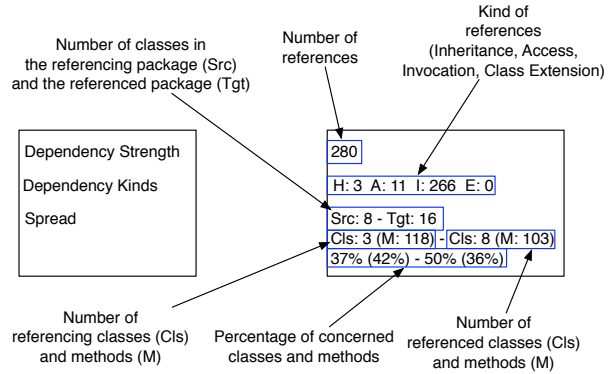 Kind of
references
(Inheritance, Access,
Invocation, Class Extension)
Number of
references
Number of classes in
the referencing package (Src)
and the referenced package (Tgt)
Dependency Strength
280
Dependency Kinds
H: 3 A: 11 I: 266 E: 0
Spread
Src: 8 - Tgt: 16
Cls: 3 (M: 118) - Cls: 8 (M: 103)
37% (42%) - 50% (36%)
Number of
referencing classes (Cls)
and methods (M)
Percentage of concerned
classes and methods
Number of
referenced classes (Cls)
and methods (M)